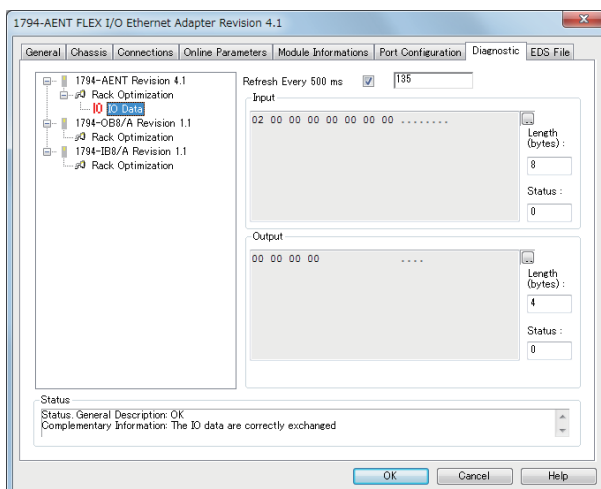 1794-AENT FLEX I/O Ethernet Adapter Revision 4.1
General Chassis Connections Online Parameters Module Informations Port Configuration Diagnostic EDS File
1794-AENT Revision 4.1
Rack Optimization
IO Data
1794-OB8/A Revision 1.1
Rack Optimization
1794-IB8/A Revision 1.1
Rack Optimization
Refresh Every 500 ms 135
Input
02 00 00 00 00 00 00 00 ........
...
Length
(bytes) :
8
Status :
0
Output
00 00 00 00 ....
...
Length
(bytes) :
4
Status :
0
Status
Status. General Description: OK
Complementary Information: The IO data are correctly exchanged
OK Cancel Help